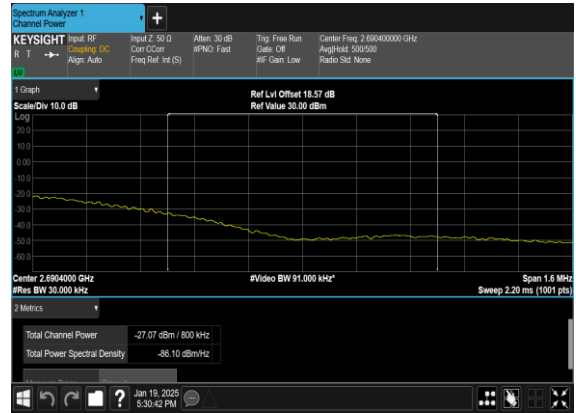 Spectrum Analyzer 1
Channel Power
KEYSIGHT Input: RF
R T Coupling: DC
Align: Auto
Input Z: 50 Ω
Corr CCorr
Freq Ref: Int (S)
Atten: 30 dB
#PNO: Fast
Trig: Free Run
Gate: Off
#IF Gain: Low
Center Freq: 2.690400000 GHz
Avg|Hold: 500/500
Radio Std: None
LW
1 Graph
Scale/Div 10.0 dB
Ref Lvl Offset 18.57 dB
Ref Value 30.00 dBm
Log
20.0
10.0
0.00
-10.0
-20.0
-30.0
-40.0
-50.0
-60.0
Center 2.6904000 GHz
#Res BW 30.000 kHz
#Video BW 91.000 kHz*
Span 1.6 MHz
Sweep 2.20 ms (1001 pts)
2 Metrics
Total Channel Power -27.07 dBm / 800 kHz
Total Power Spectral Density -86.10 dBm/Hz
Jan 19, 2025
5:30:42 PM